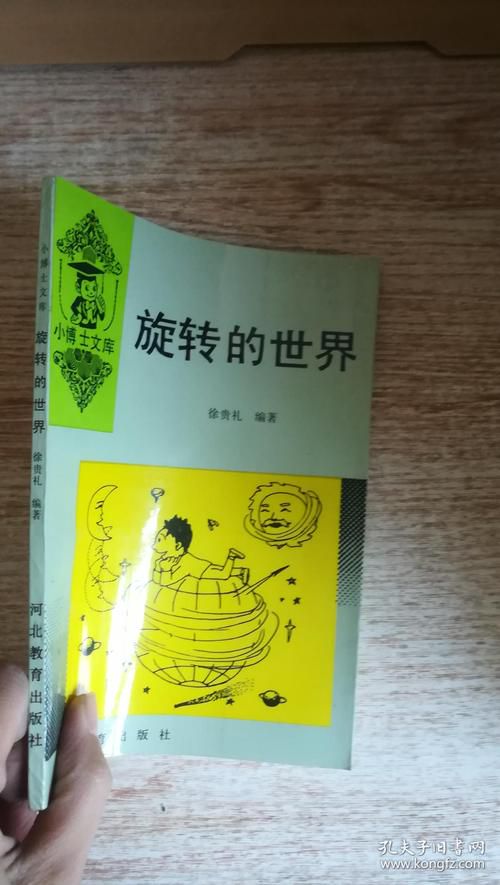 小博士文库
旋转的世界
徐贵礼 编著
育出版社
小博士文库
旋转的世界
徐贵礼 编著
河北教育出版社
孔夫子旧书网
www.kongfz.com